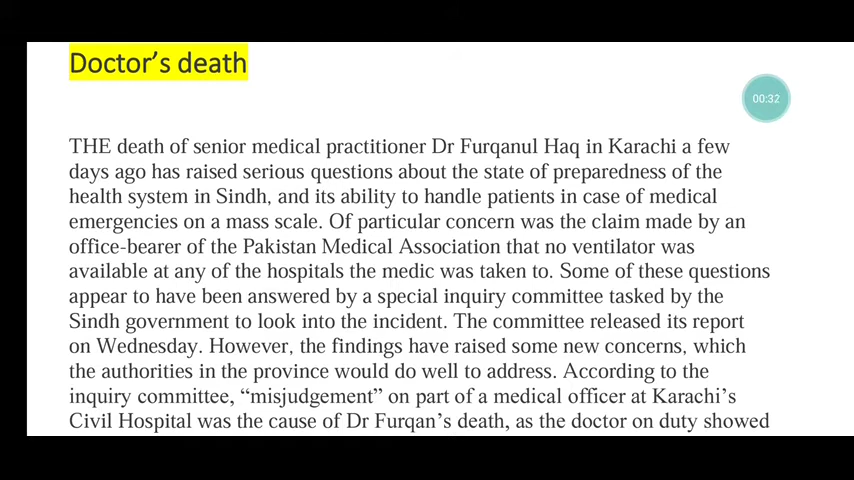 Doctor's death
00:32
THE death of senior medical practitioner Dr Furqanul Haq in Karachi a few
days ago has raised serious questions about the state of preparedness of the
health system in Sindh, and its ability to handle patients in case of medical
emergencies on a mass scale. Of particular concern was the claim made by an
office-bearer of the Pakistan Medical Association that no ventilator was
available at any of the hospitals the medic was taken to. Some of these questions
appear to have been answered by a special inquiry committee tasked by the
Sindh government to look into the incident. The committee released its report
on Wednesday. However, the findings have raised some new concerns, which
the authorities in the province would do well to address. According to the
inquiry committee, “misjudgement” on part of a medical officer at Karachi’s
Civil Hospital was the cause of Dr Furqan’s death, as the doctor on duty showed